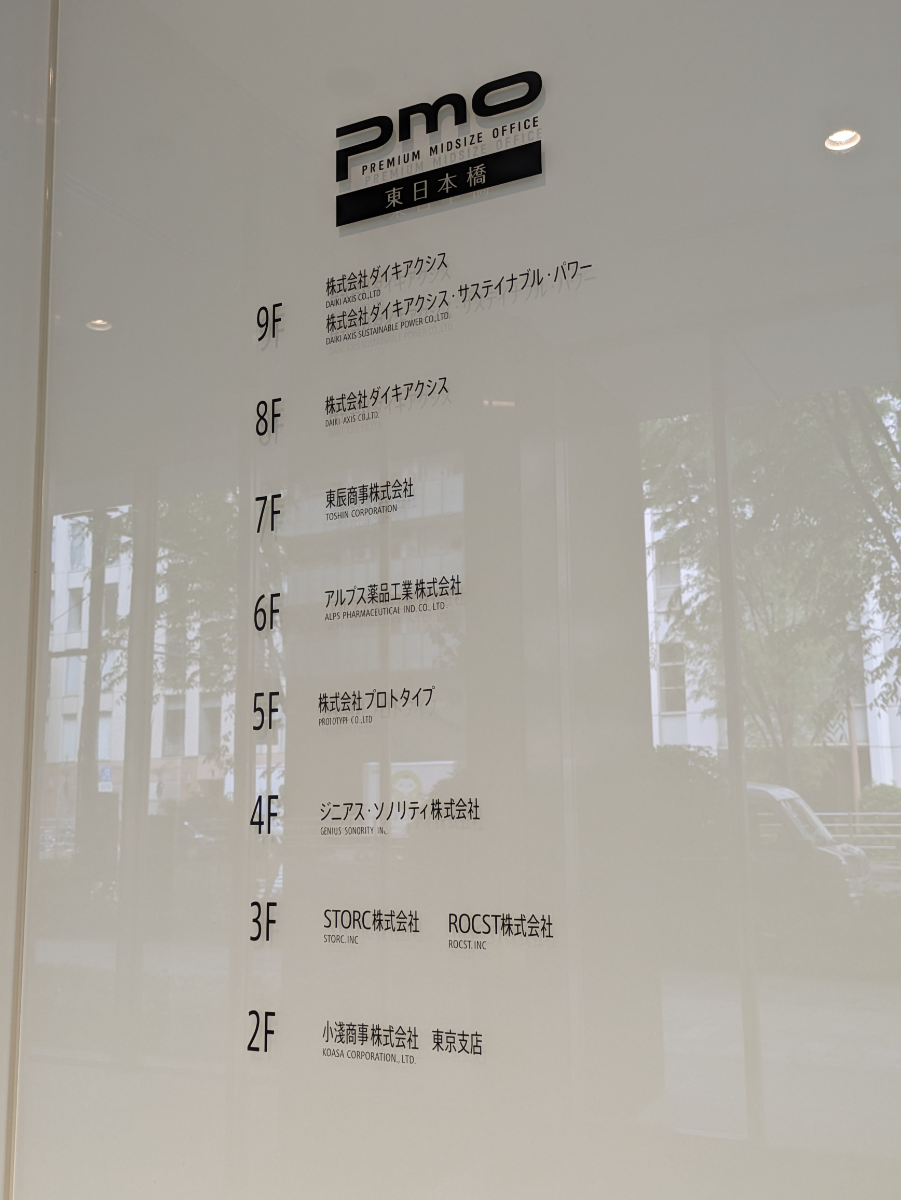 PMO
PREMIUM MIDSIZE OFFICE
東日本橋
9F
株式会社ダイキアクシス
DAIKI AXIS CO.,LTD
株式会社ダイキアクシス・サステイナブル・パワー
DAIKI AXIS SUSTAINABLE POWER CO.,LTD.
8F
株式会社ダイキアクシス
DAIKI AXIS CO.,LTD.
7F
東辰商事株式会社
TOSHIN CORPORATION
6F
アルプス薬品工業株式会社
ALPS PHARMACEUTICAL IND. CO., LTD
5F
株式会社プロトタイプ
PROTOTYPE CO.,LTD
4F
ジニアス・ソノリティ株式会社
GENIUS SONORITY INC.
3F
STORC株式会社 ROCST株式会社
STORC. INC ROCST. INC
2F
小淺商事株式会社 東京支店
KOASA CORPORATION., LTD.